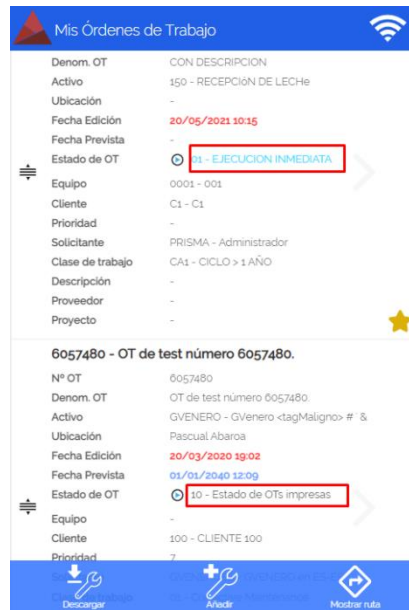 Mis Órdenes de Trabajo
Denom. OT CON DESCRIPCION
Activo 150 - RECEPCIóN DE LECHe
Ubicación -
Fecha Edición 20/05/2021 10:15
Fecha Prevista -
Estado de OT 01 - EJECUCION INMEDIATA
Equipo 0001 - 001
Cliente C1 - C1
Prioridad -
Solicitante PRISMA - Administrador
Clase de trabajo CA1 - CICLO > 1 AÑO
Descripción -
Proveedor -
Proyecto -
6057480 - OT de test número 6057480.
Nº OT 6057480
Denom. OT OT de test número 6057480.
Activo GVENERO - GVenero <tagMaligno> # ¨ &
Ubicación Pascual Abaroa
Fecha Edición 20/03/2020 19:02
Fecha Prevista 01/01/2040 12:09
Estado de OT 10 - Estado de OTs impresas
Equipo -
Cliente 100 - CLIENTE 100
Prioridad 7
Descargar Añadir Mostrar ruta